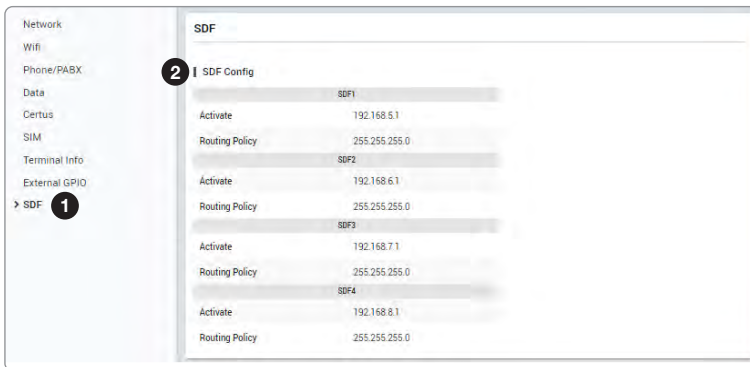 Network
Wifi
Phone/PABX
Data
Certus
SIM
Terminal Info
External GPIO
> SDF 1
SDF
2 SDF Config
SDF1
Activate 192.168.5.1
Routing Policy 255.255.255.0
SDF2
Activate 192.168.6.1
Routing Policy 255.255.255.0
SDF3
Activate 192.168.7.1
Routing Policy 255.255.255.0
SDF4
Activate 192.168.8.1
Routing Policy 255.255.255.0